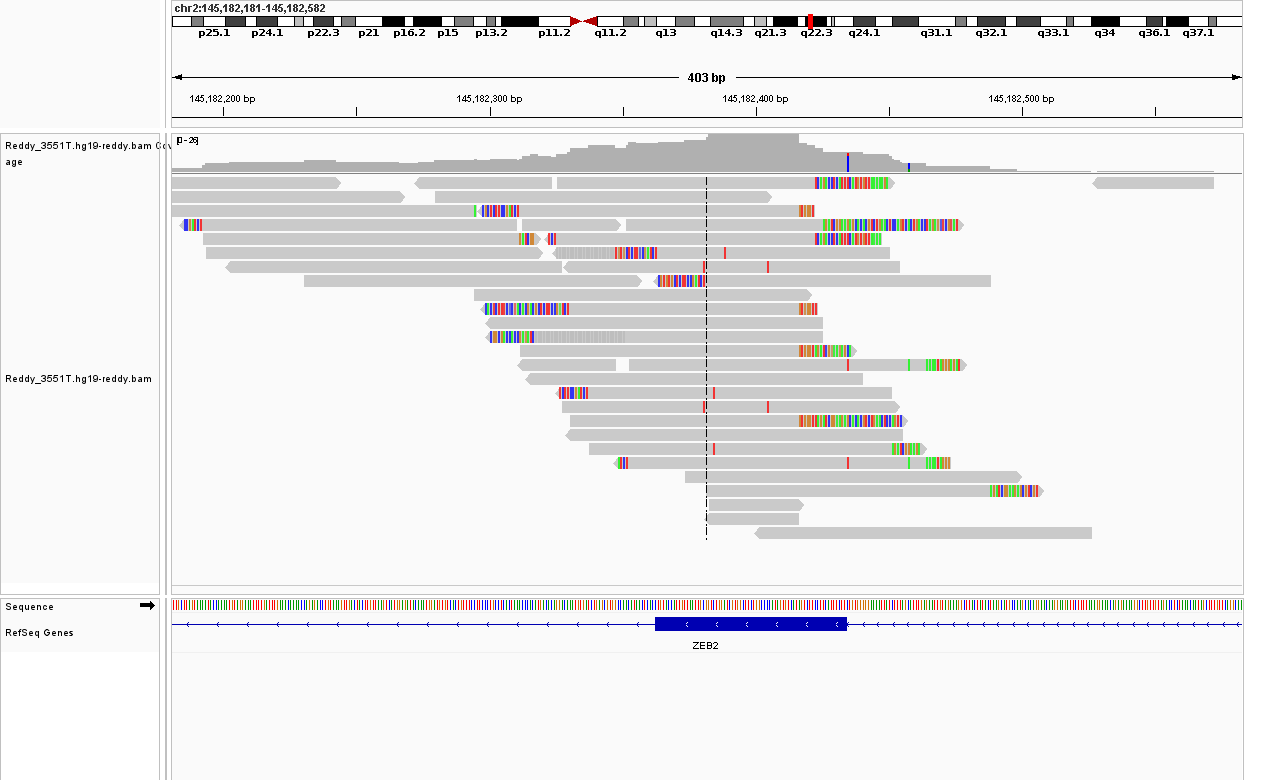 chr2:145,182,181-145,182,582
p25.1 p24.1 p22.3 p21 p16.2 p15 p13.2 p11.2 q11.2 q13 q14.3 q21.3 q22.3 q24.1 q31.1 q32.1 q33.1 q34 q36.1 q37.1
403 bp
145,182,200 bp 145,182,300 bp 145,182,400 bp 145,182,500 bp
Reddy_3551T.hg19-reddy.bam Cov
age
[0-26]
Reddy_3551T.hg19-reddy.bam
Sequence
RefSeq Genes
ZEB2